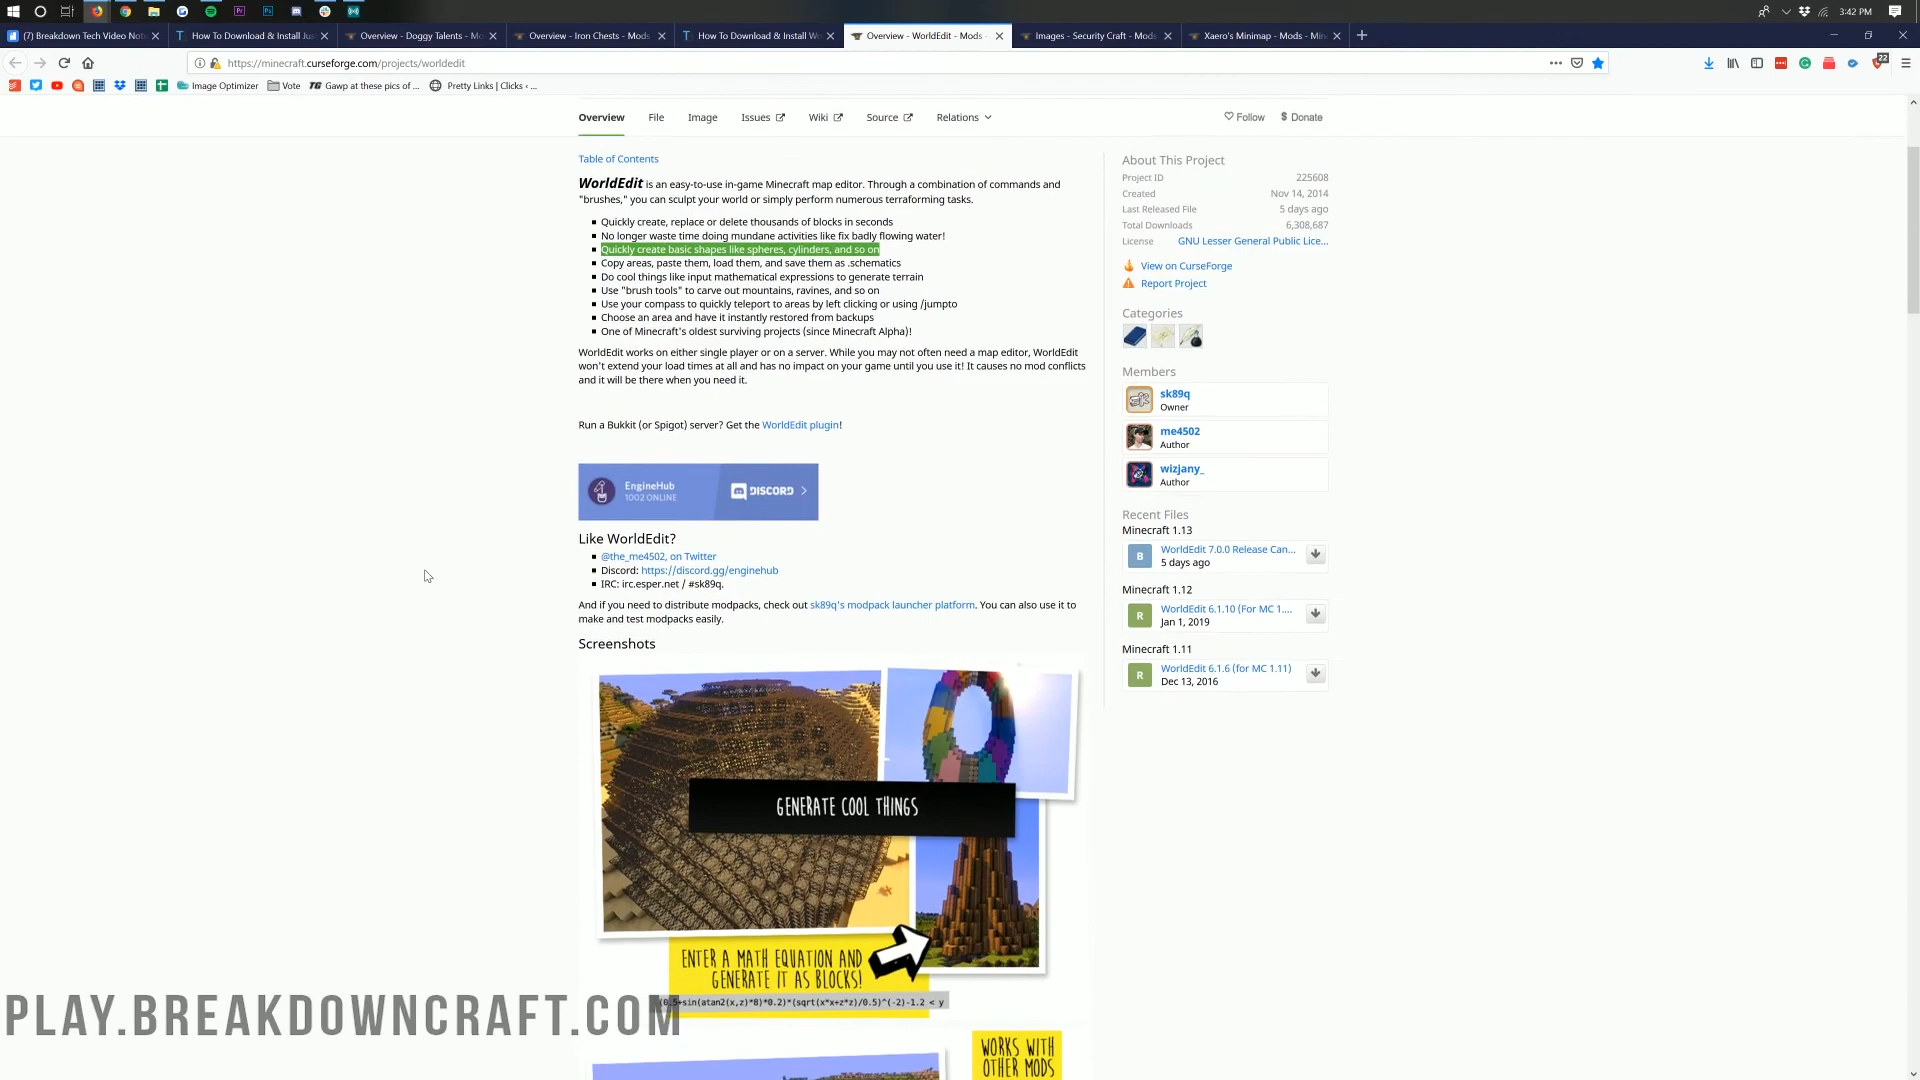 3:42 PM
(7) Breakdown Tech Video Not
How To Download & Install Ju
Overview - Doggy Talents - Mo
Overview - Iron Chests - Mods
How To Download & Install Wo
Overview - WorldEdit - Mods -
Images - Security Craft - Mods
Xaero's Minimap - Mods - Min
https://minecraft.curseforge.com/projects/worldedit
22
Image Optimizer
Vote
TG Gawp at these pics of ...
Pretty Links | Clicks ‹ ...
Overview
File
Image
Issues
Wiki
Source
Relations
Follow
$ Donate
Table of Contents
WorldEdit is an easy-to-use in-game Minecraft map editor. Through a combination of commands and
"brushes," you can sculpt your world or simply perform numerous terraforming tasks.
Quickly create, replace or delete thousands of blocks in seconds
No longer waste time doing mundane activities like fix badly flowing water!
Quickly create basic shapes like spheres, cylinders, and so on
Copy areas, paste them, load them, and save them as .schematics
Do cool things like input mathematical expressions to generate terrain
Use "brush tools" to carve out mountains, ravines, and so on
Use your compass to quickly teleport to areas by left clicking or using /jumpto
Choose an area and have it instantly restored from backups
One of Minecraft's oldest surviving projects (since Minecraft Alpha)!
WorldEdit works on either single player or on a server. While you may not often need a map editor, WorldEdit
won't extend your load times at all and has no impact on your game until you use it! It causes no mod conflicts
and it will be there when you need it.
Run a Bukkit (or Spigot) server? Get the WorldEdit plugin!
EngineHub
1002 ONLINE
DISCORD
Like WorldEdit?
@the_me4502, on Twitter
Discord: https://discord.gg/enginehub
IRC: irc.esper.net / #sk89q.
And if you need to distribute modpacks, check out sk89q's modpack launcher platform. You can also use it to
make and test modpacks easily.
Screenshots
GENERATE COOL THINGS
ENTER A MATH EQUATION AND
GENERATE IT AS BLOCKS!
(0.5+sin(atan2(x,z)*8)*0.2)*(sqrt(x*x+z*z)/0.5)^(-2)-1.2 < y
WORKS WITH
OTHER MODS
About This Project
Project ID 225608
Created Nov 14, 2014
Last Released File 5 days ago
Total Downloads 6,308,687
License GNU Lesser General Public Lice...
View on CurseForge
Report Project
Categories
Members
sk89q
Owner
me4502
Author
wizjany_
Author
Recent Files
Minecraft 1.13
B WorldEdit 7.0.0 Release Can...
5 days ago
Minecraft 1.12
R WorldEdit 6.1.10 (For MC 1....
Jan 1, 2019
Minecraft 1.11
R WorldEdit 6.1.6 (for MC 1.11)
Dec 13, 2016
PLAY.BREAKDOWNCRAFT.COM